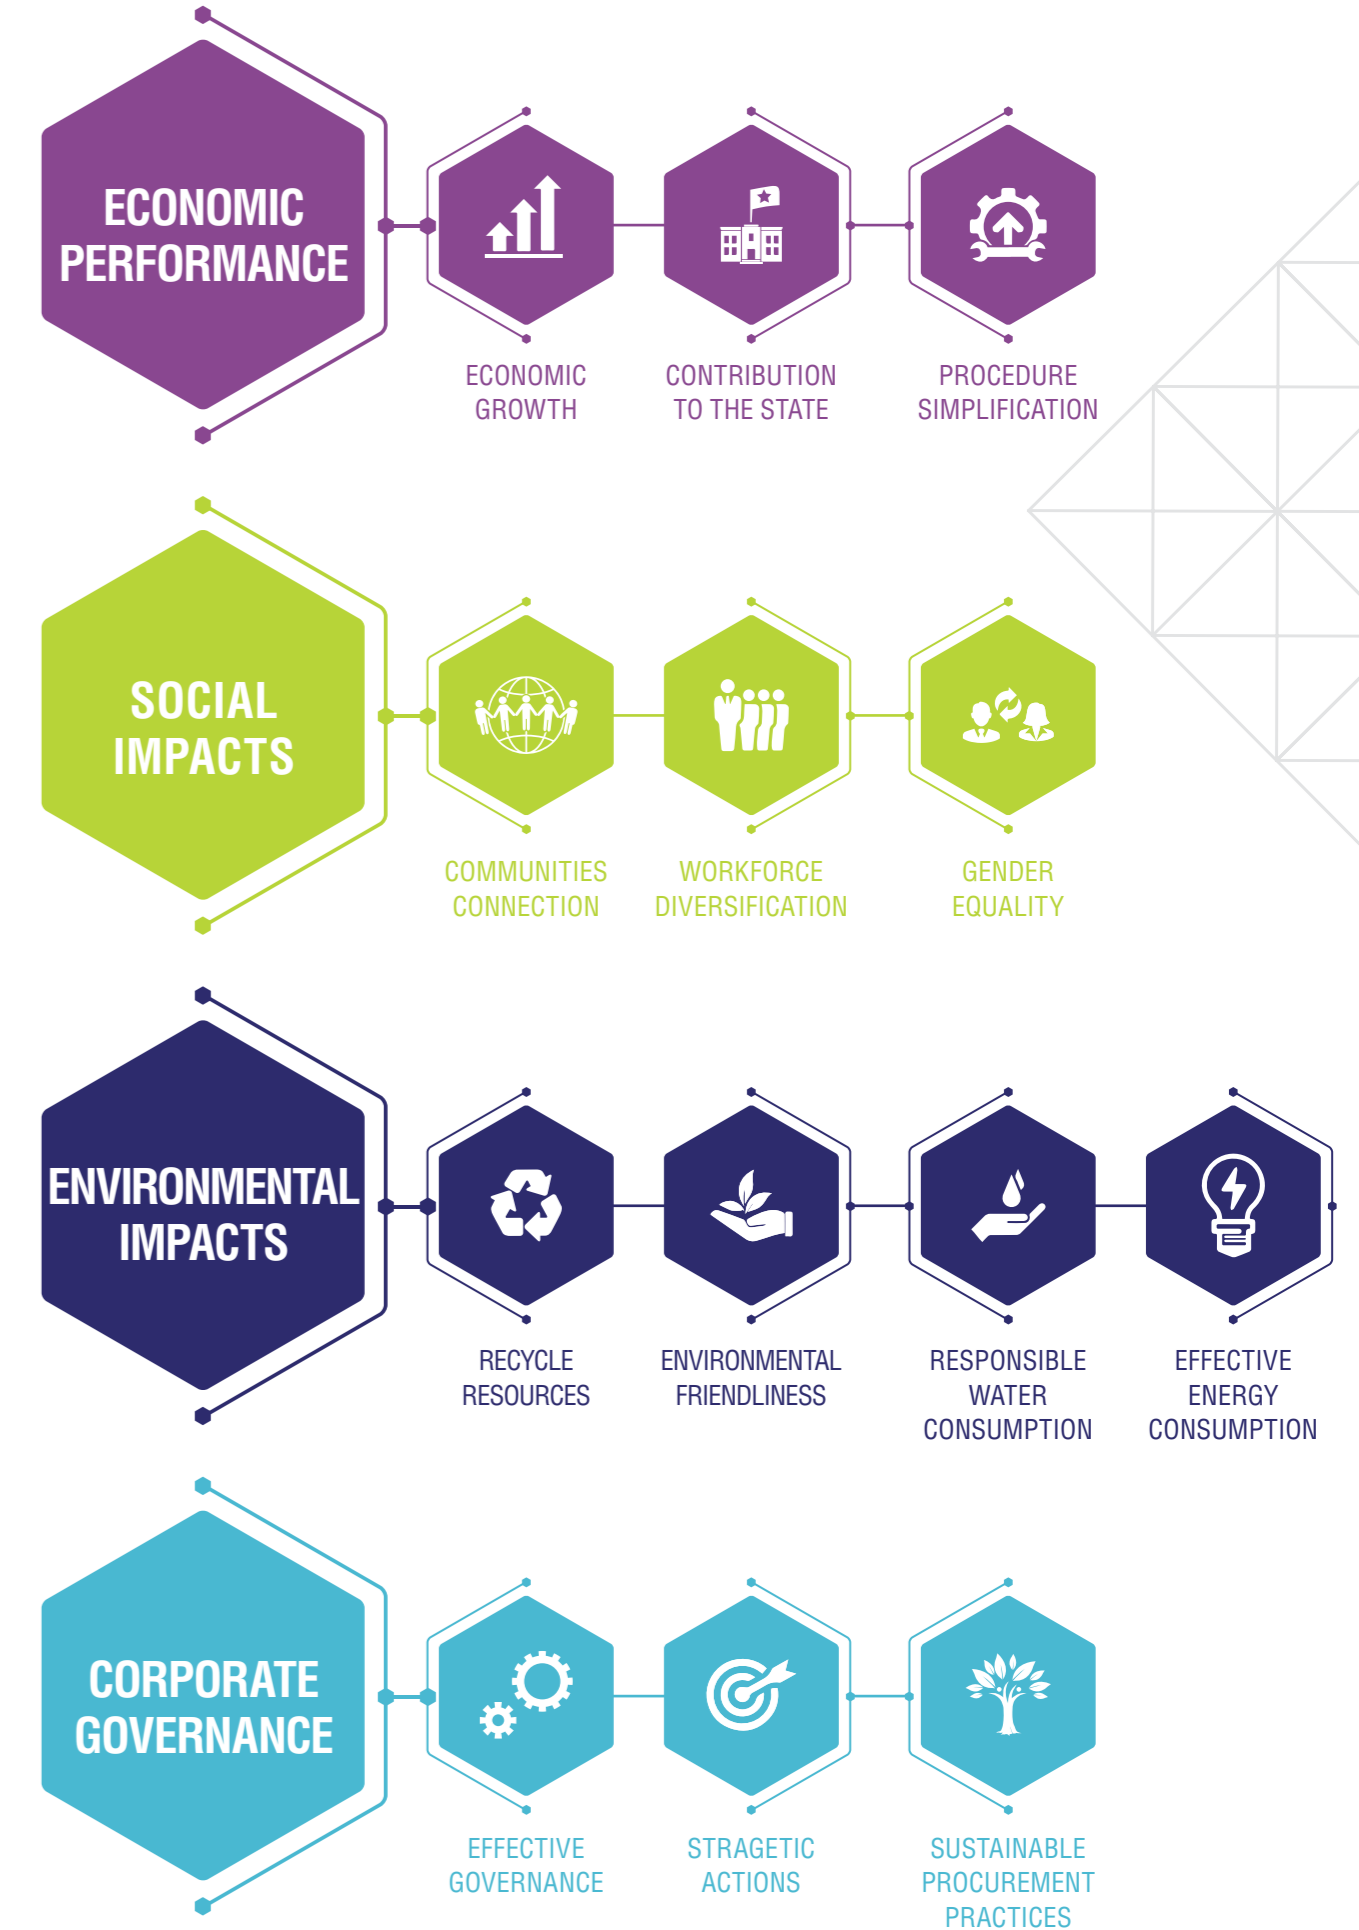 ECONOMIC
PERFORMANCE
ECONOMIC
GROWTH
CONTRIBUTION
TO THE STATE
PROCEDURE
SIMPLIFICATION
SOCIAL
IMPACTS
COMMUNITIES
CONNECTION
WORKFORCE
DIVERSIFICATION
GENDER
EQUALITY
ENVIRONMENTAL
IMPACTS
RECYCLE
RESOURCES
ENVIRONMENTAL
FRIENDLINESS
RESPONSIBLE
WATER
CONSUMPTION
EFFECTIVE
ENERGY
CONSUMPTION
CORPORATE
GOVERNANCE
EFFECTIVE
GOVERNANCE
STRAGETIC
ACTIONS
SUSTAINABLE
PROCUREMENT
PRACTICES